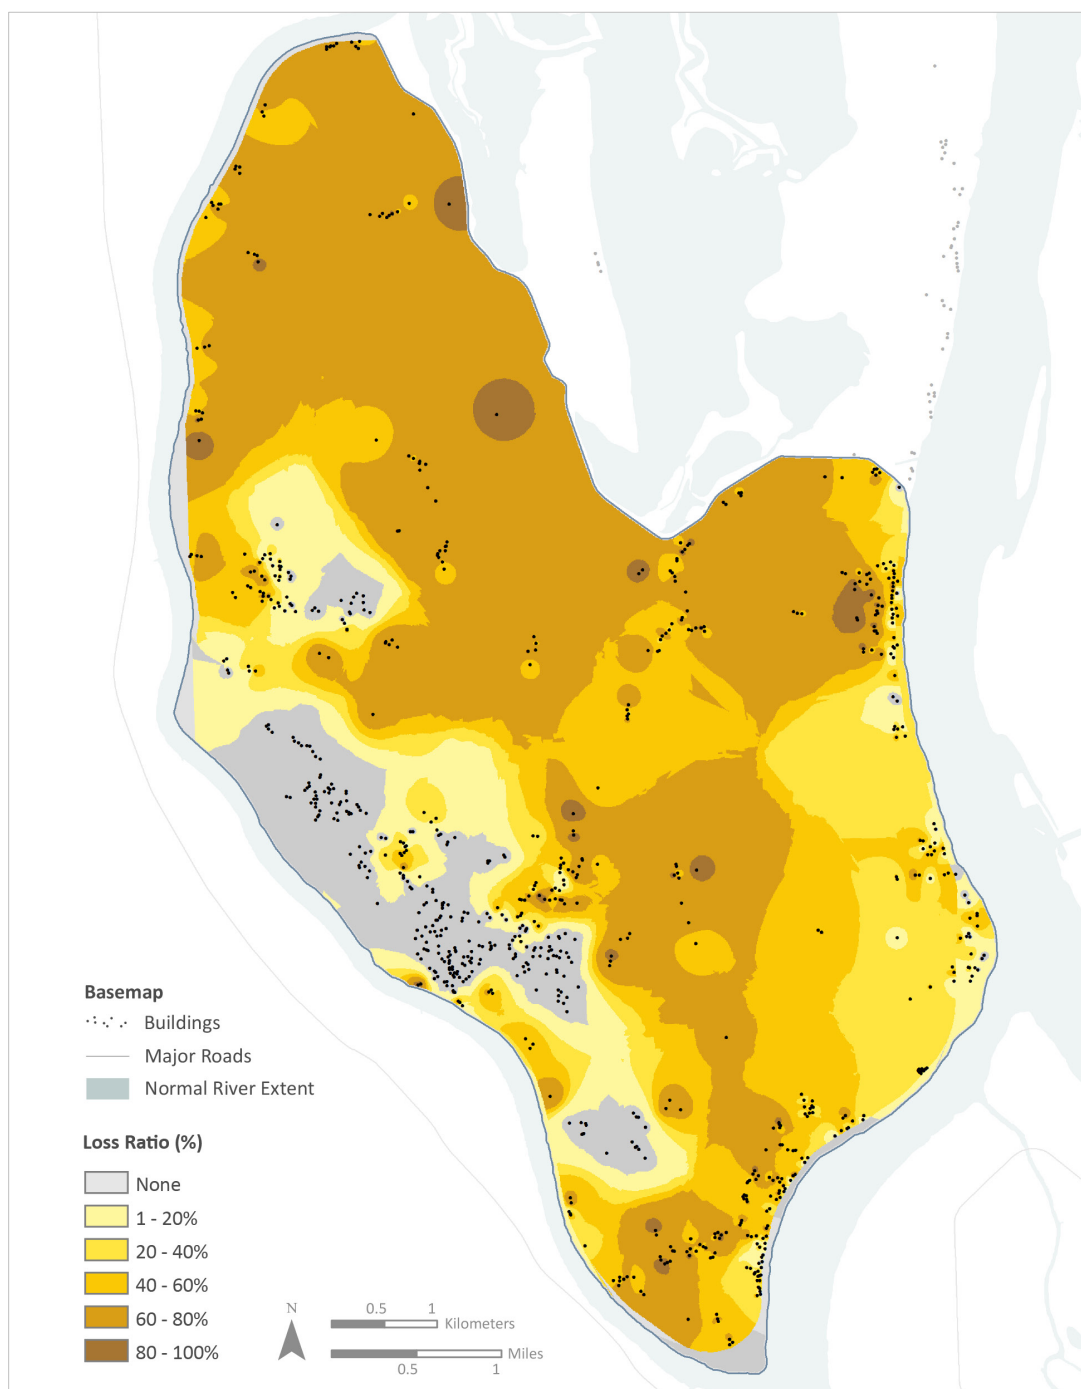 Basemap
Buildings
Major Roads
Normal River Extent
Loss Ratio (%)
None
1 - 20%
20 - 40%
40 - 60%
60 - 80%
80 - 100%
N
0.5 1
Kilometers
Miles
0.5 1